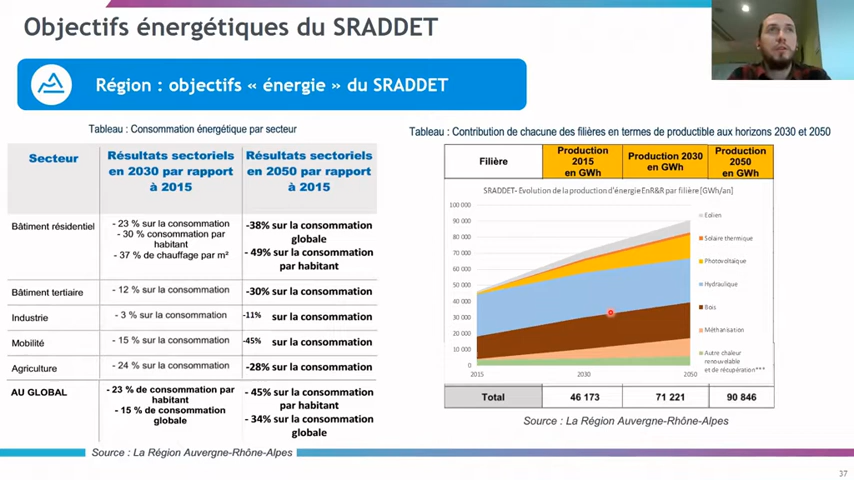 Objectifs énergétiques du SRADDET
Région : objectifs « énergie » du SRADDET
Tableau : Consommation énergétique par secteur
Secteur
Résultats sectoriels
en 2030 par rapport
à 2015
Résultats sectoriels
en 2050 par rapport
à 2015
Bâtiment résidentiel
- 23 % sur la consommation
- 30 % consommation par
habitant
- 37 % de chauffage par m²
-38% sur la consommation
globale
- 49% sur la consommation
par habitant
Bâtiment tertiaire
- 12 % sur la consommation
-30% sur la consommation
Industrie
- 3 % sur la consommation
-11% sur la consommation
Mobilité
- 15 % sur la consommation
-45% sur la consommation
Agriculture
- 24 % sur la consommation
-28% sur la consommation
AU GLOBAL
- 23 % de consommation par
habitant
- 15 % de consommation
globale
- 45% sur la consommation
par habitant
- 34% sur la consommation
globale
Source : La Région Auvergne-Rhône-Alpes
Tableau : Contribution de chacune des filières en termes de productible aux horizons 2030 et 2050
Filière
Production
2015
en GWh
Production 2030
en GWh
Production
2050
en GWh
SRADDET- Evolution de la production d'énergie EnR&R par filière [GWh/an]
100 000
90 000
80 000
70 000
60 000
50 000
40 000
30 000
20 000
10 000
0
2015
2030
2050
Eolien
Solaire thermique
Photovoltaïque
Hydraulique
Bois
Méthanisation
Autre chaleur
renouvelable
et de récupération***
Total
46 173
71 221
90 846
Source : La Région Auvergne-Rhône-Alpes
37